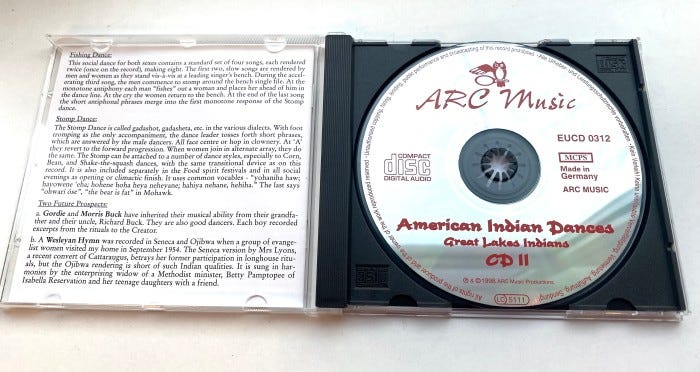 Fishing Dance:
This social dance for both sexes contains a standard set of four songs, each rendered
twice (once on the record), making eight. The first two, slow songs are rendered by
men and women as they stand vis-à-vis at a leading singer's bench. During the accel-
erating third song, the men commence to stomp around the bench single file. At the
monotone antiphony each man "fishes" out a woman and places her ahead of him in
the dance line. At the cry the women return to the bench. At the end of the last song
the short antiphonal phrases merge into the first monotone response of the Stomp
dance.
Stomp Dance:
The Stomp Dance is called gadashot, gadasheta, etc. in the various dialects. With foot
tromping as the only accompaniment, the dance leader tosses forth short phrases,
which are answered by the male dancers. All face centre or hop in clownery. At 'A'
they revert to the forward progression. When women join in alternate array, they do
the same. The Stomp can be attached to a number of dance styles, especially to Corn,
Bean, and Shake-the-squash dances, with the same transitional device as on this
record. It is also included separately in the Food spirit festivals and in all social
evenings as opening or climactic finish. It uses common vocables - "yohaniha haw;
hayowene 'eha; hohene hoha heya neheyane; hahiya nehane, hehiha." The last says
"ohwari öse", "the beat is fat" in Mohawk.
Two Future Prospects:
a. Gordie and Morris Buck have inherited their musical ability from their grandfa-
ther and their uncle, Richard Buck. They are also good dancers. Each boy recorded
excerpts from the rituals to the Creator.
b. A Wesleyan Hymn was recorded in Seneca and Ojibwa when a group of evange-
list women visited my home in September 1954. The Seneca version by Mrs Lyons,
a recent convert of Cattaraugus, betrays her former participation in longhouse ritu-
als, but the Ojibwa rendering is short of such Indian qualities. It is sung in har-
monies by the enterprising widow of a Methodist minister, Betty Pamptopee of
Isabella Reservation and her teenage daughters with a friend.
ARC Music
EUCD 0312
COMPACT
disc
DIGITAL AUDIO
MCPS
Made in
Germany
ARC MUSIC
American Indian Dances
Great Lakes Indians
CD II
℗ & © 1998 ARC Music Productions
LC 5111